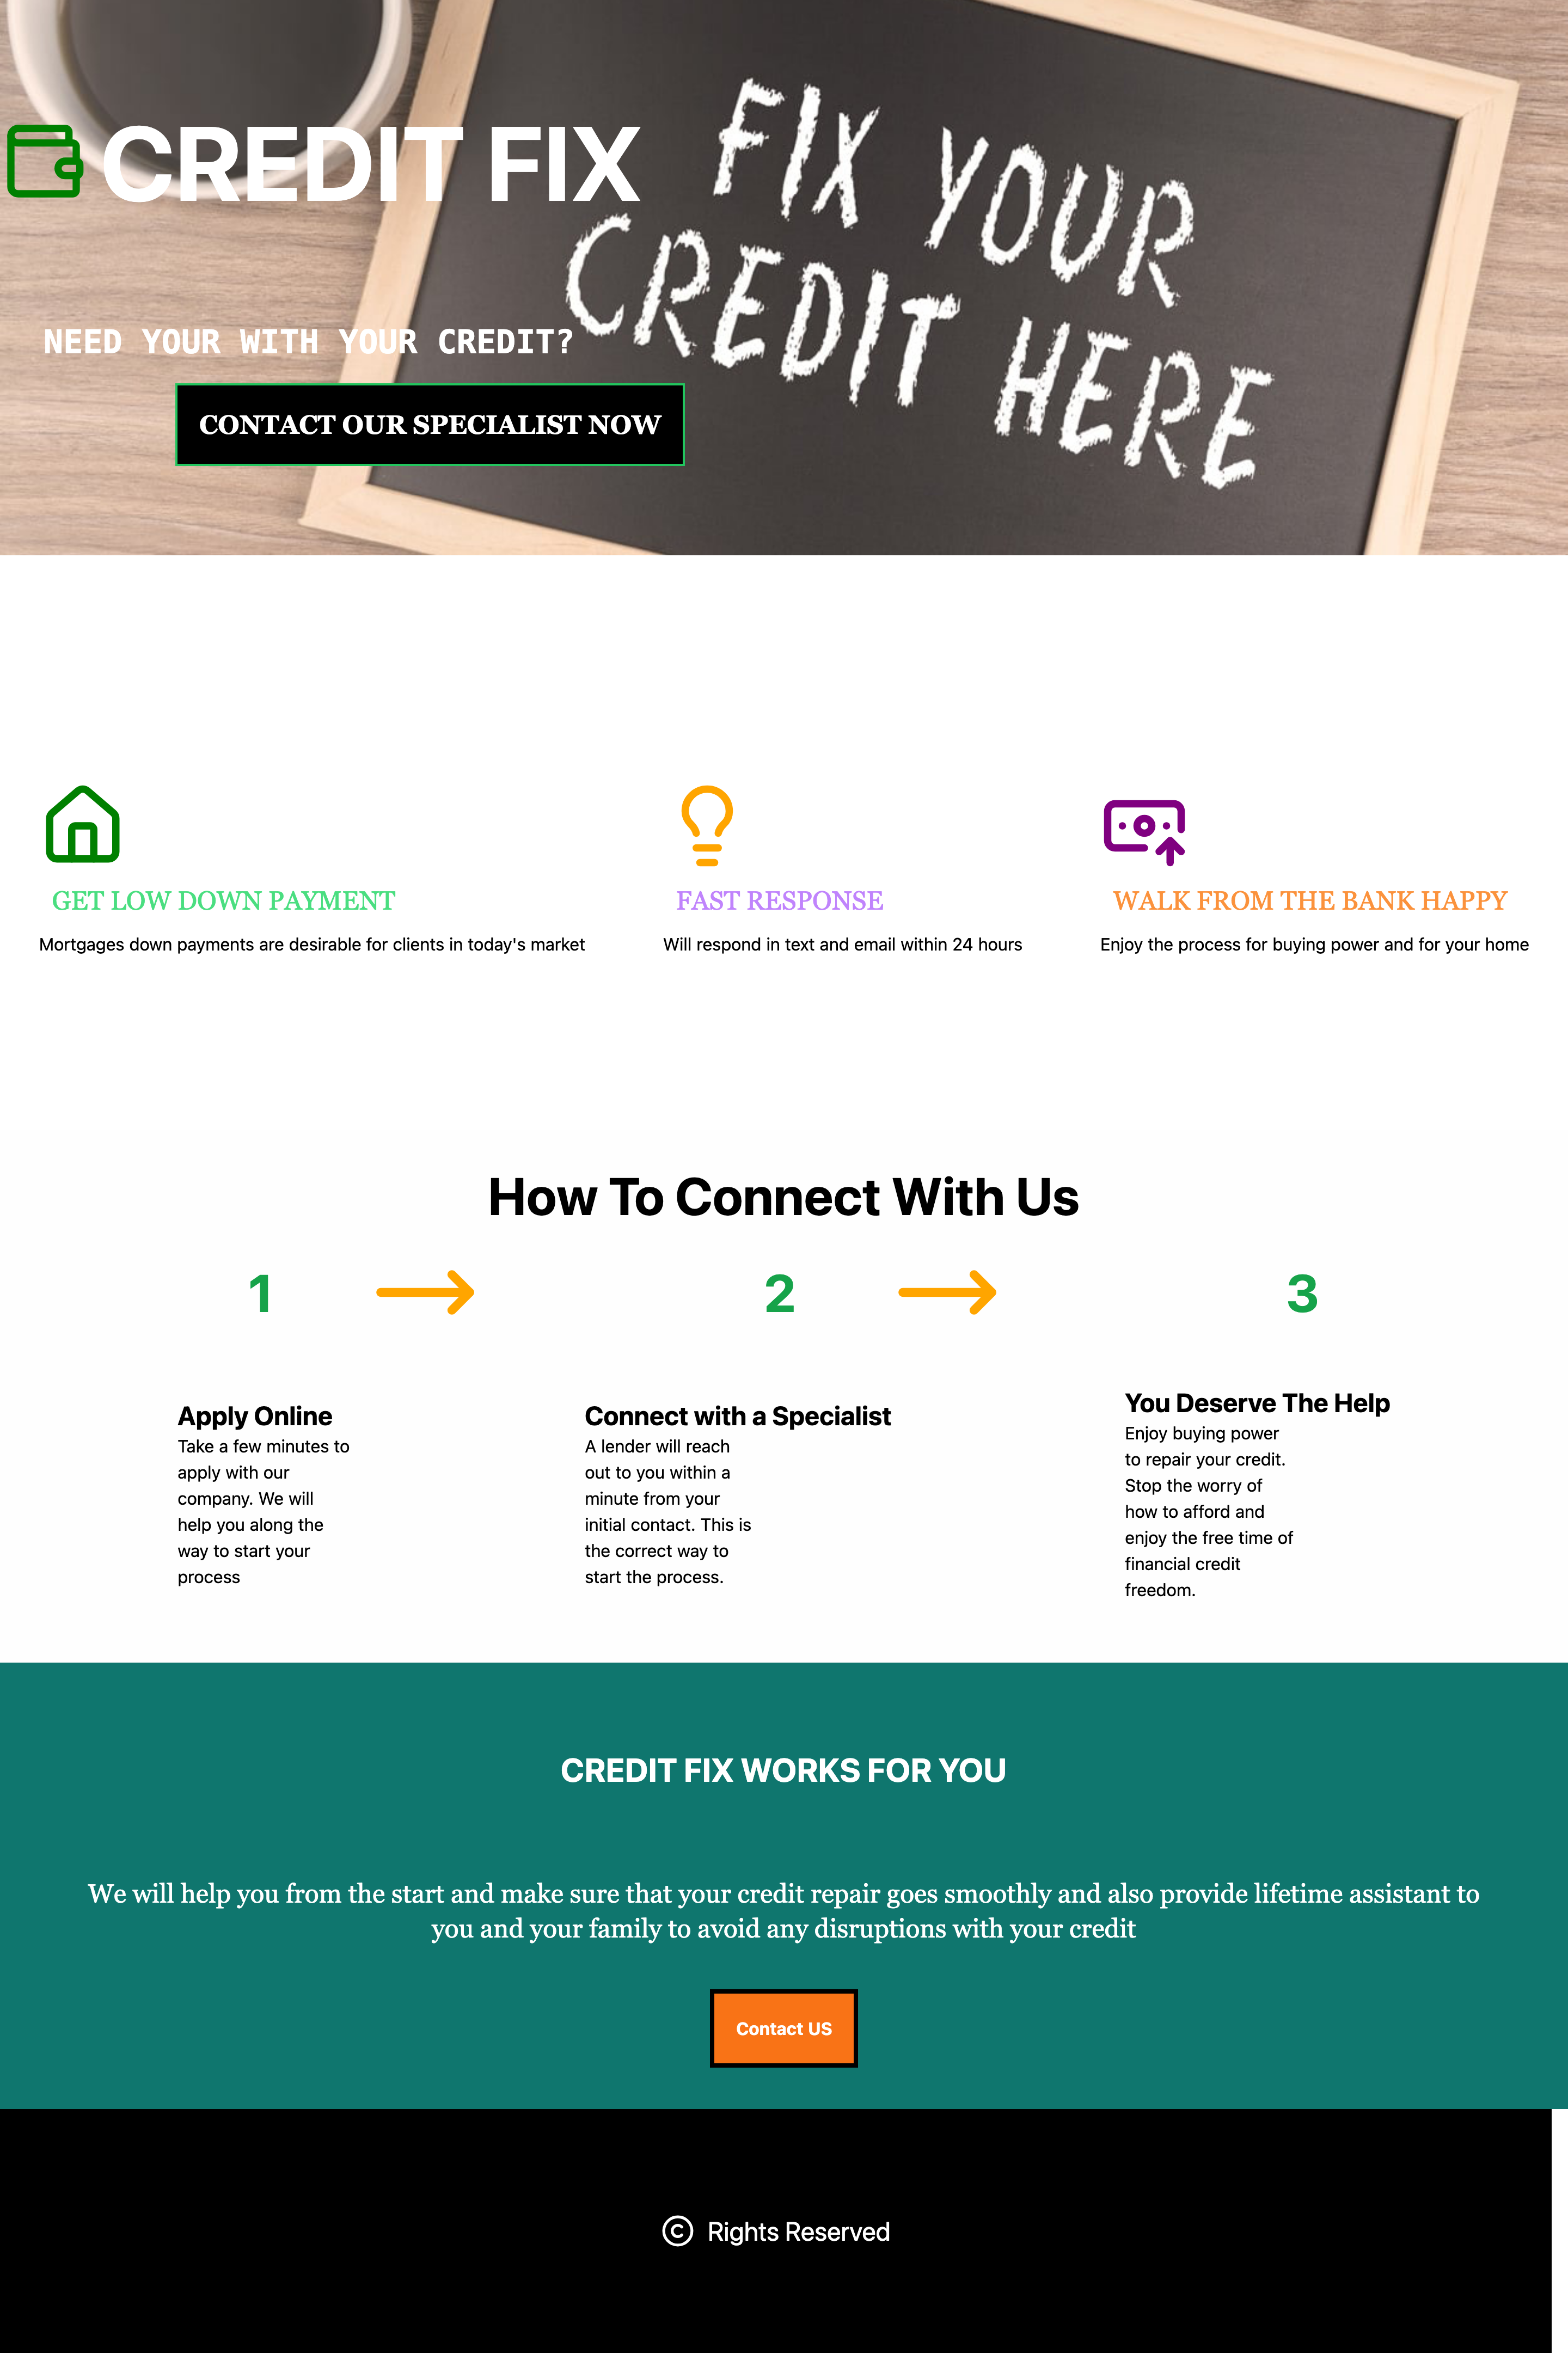 CREDIT FIX
FIX YOUR
CREDIT HERE
NEED YOUR WITH YOUR CREDIT?
CONTACT OUR SPECIALIST NOW
GET LOW DOWN PAYMENT
Mortgages down payments are desirable for clients in today's market
FAST RESPONSE
Will respond in text and email within 24 hours
WALK FROM THE BANK HAPPY
Enjoy the process for buying power and for your home
How To Connect With Us
1
2
3
Apply Online
Take a few minutes to
apply with our
company. We will
help you along the
way to start your
process
Connect with a Specialist
A lender will reach
out to you within a
minute from your
initial contact. This is
the correct way to
start the process.
You Deserve The Help
Enjoy buying power
to repair your credit.
Stop the worry of
how to afford and
enjoy the free time of
financial credit
freedom.
CREDIT FIX WORKS FOR YOU
We will help you from the start and make sure that your credit repair goes smoothly and also provide lifetime assistant to
you and your family to avoid any disruptions with your credit
Contact US
© Rights Reserved